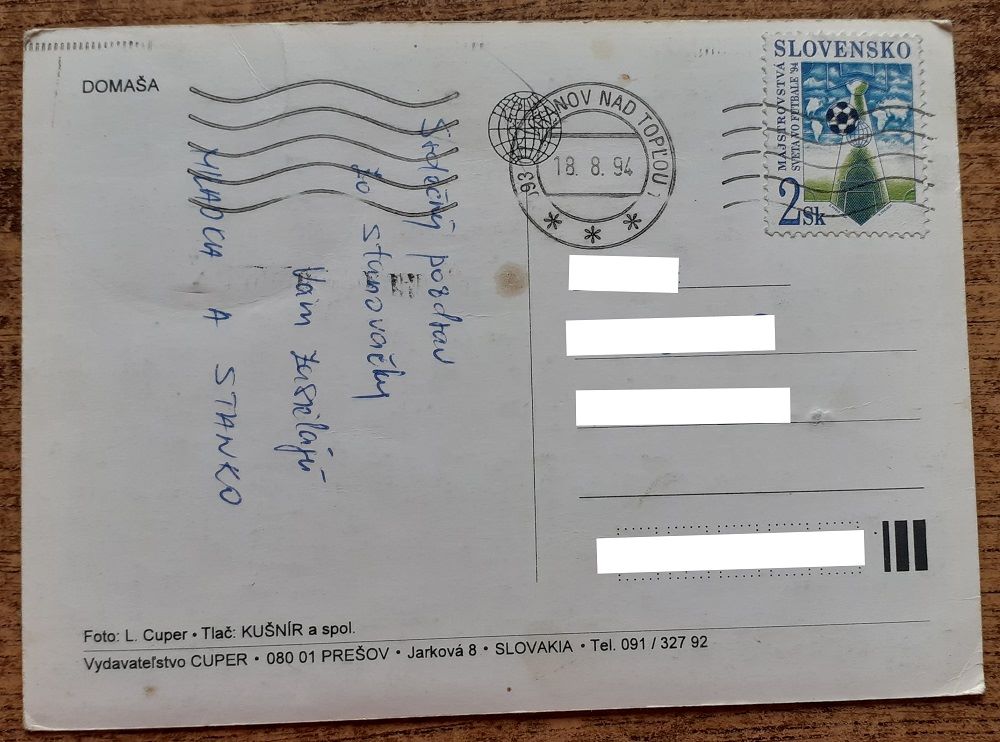 DOMAŠA
NOV NAD TOPĽOU 1
093
18. 8. 94
SLOVENSKO
MAJSTROVSTVÁ
SVETA VO FUTBALE '94
2 Sk
Srdečný pozdrav
zo
stanovačky
Vám zasielajú
A STANKO
Foto: L. Cuper • Tlač: KUŠNÍR a spol.
Vydavateľstvo CUPER • 080 01 PREŠOV • Jarková 8 • SLOVAKIA • Tel. 091 / 327 92